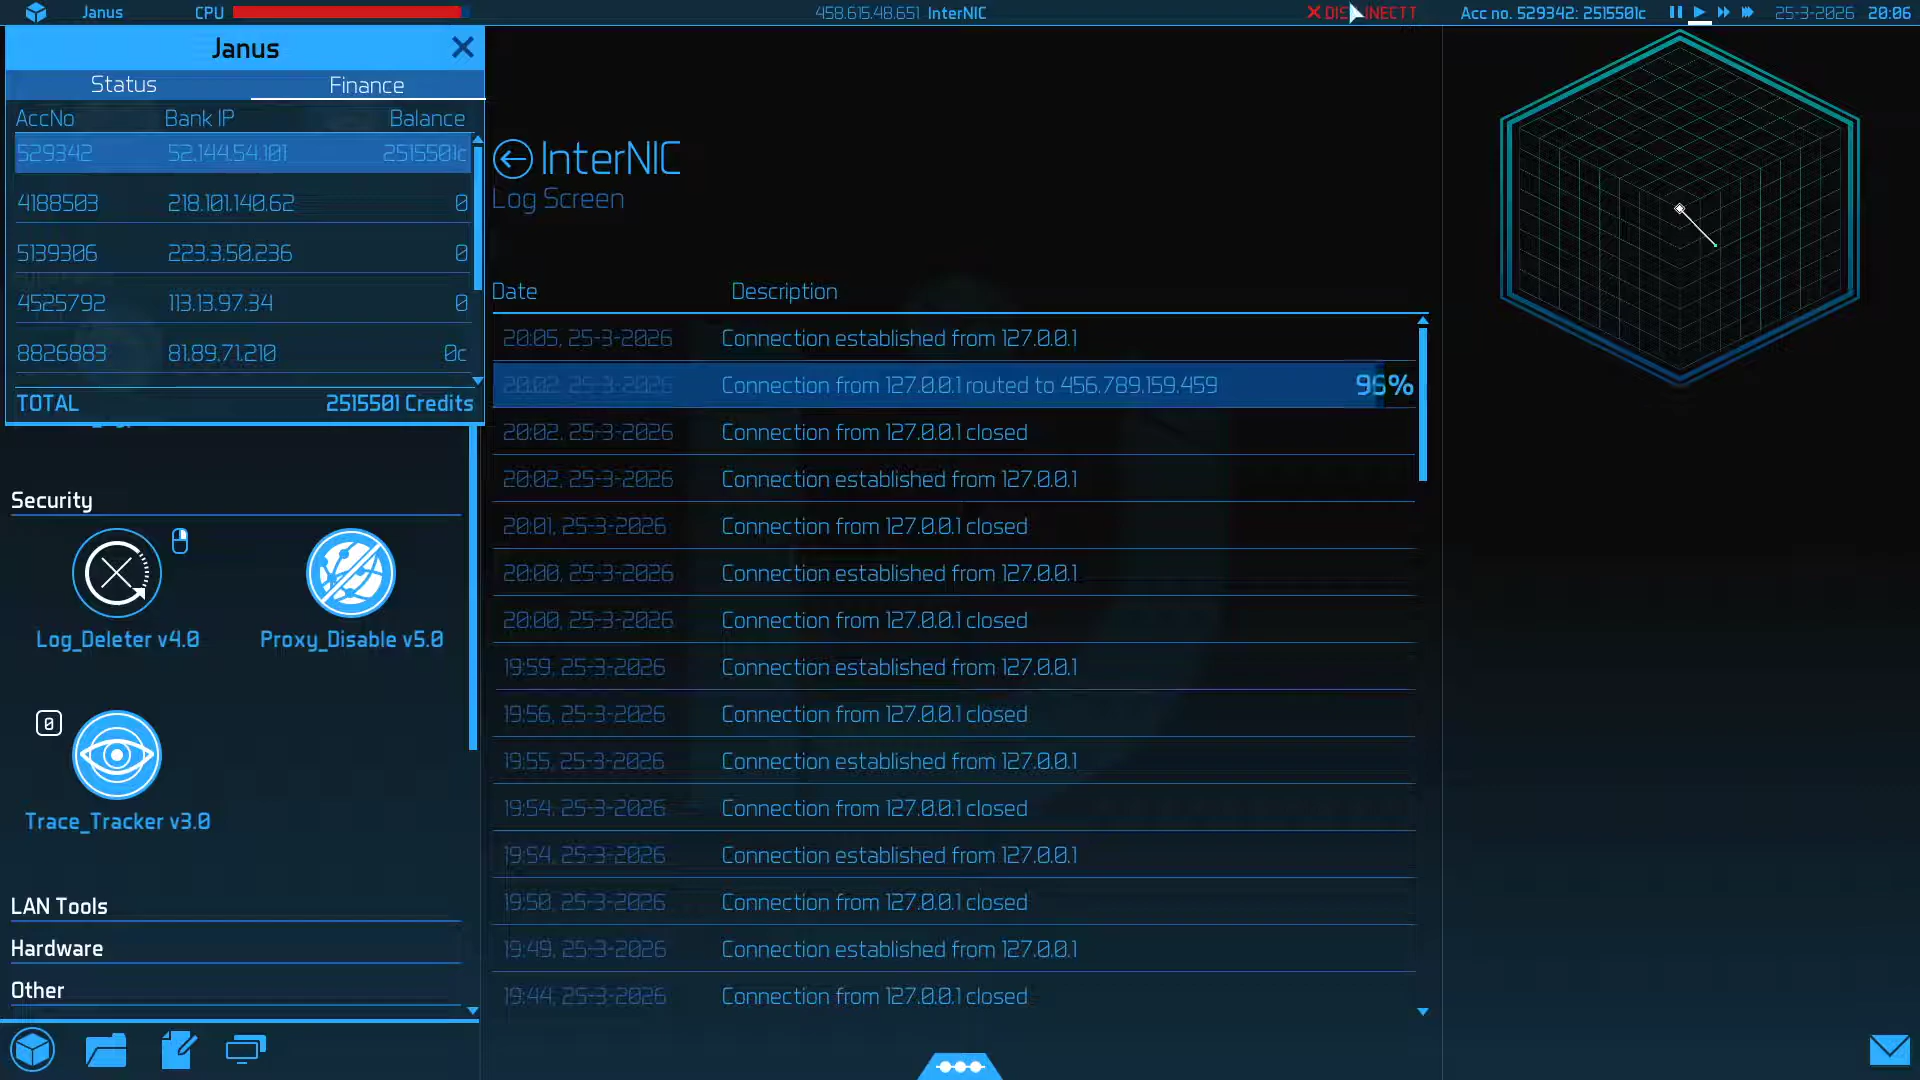 Janus CPU 458.615.48.651 InterNIC Acc no. 529342: 2515501c 25-3-2026 20:06
Janus
Status Finance
AccNo Bank IP Balance
529342 52.144.54.101 2515501c
4188503 218.101.140.62 0
5139306 223.3.50.236 0
4525792 113.13.97.34 0
8826883 81.89.71.210 0c
TOTAL 2515501 Credits
Security
Log_Deleter v4.0 Proxy_Disable v5.0
0
Trace_Tracker v3.0
LAN Tools
Hardware
Other
InterNIC
Log Screen
Date Description
20:05, 25-3-2026 Connection established from 127.0.0.1
20:02, 25-3-2026 Connection from 127.0.0.1 routed to 456.789.159.459
20:02, 25-3-2026 Connection from 127.0.0.1 closed
20:02, 25-3-2026 Connection established from 127.0.0.1
20:01, 25-3-2026 Connection from 127.0.0.1 closed
20:00, 25-3-2026 Connection established from 127.0.0.1
20:00, 25-3-2026 Connection from 127.0.0.1 closed
19:59, 25-3-2026 Connection established from 127.0.0.1
19:56, 25-3-2026 Connection from 127.0.0.1 closed
19:55, 25-3-2026 Connection established from 127.0.0.1
19:54, 25-3-2026 Connection from 127.0.0.1 closed
19:54, 25-3-2026 Connection established from 127.0.0.1
19:50, 25-3-2026 Connection from 127.0.0.1 closed
19:49, 25-3-2026 Connection established from 127.0.0.1
19:44, 25-3-2026 Connection from 127.0.0.1 closed